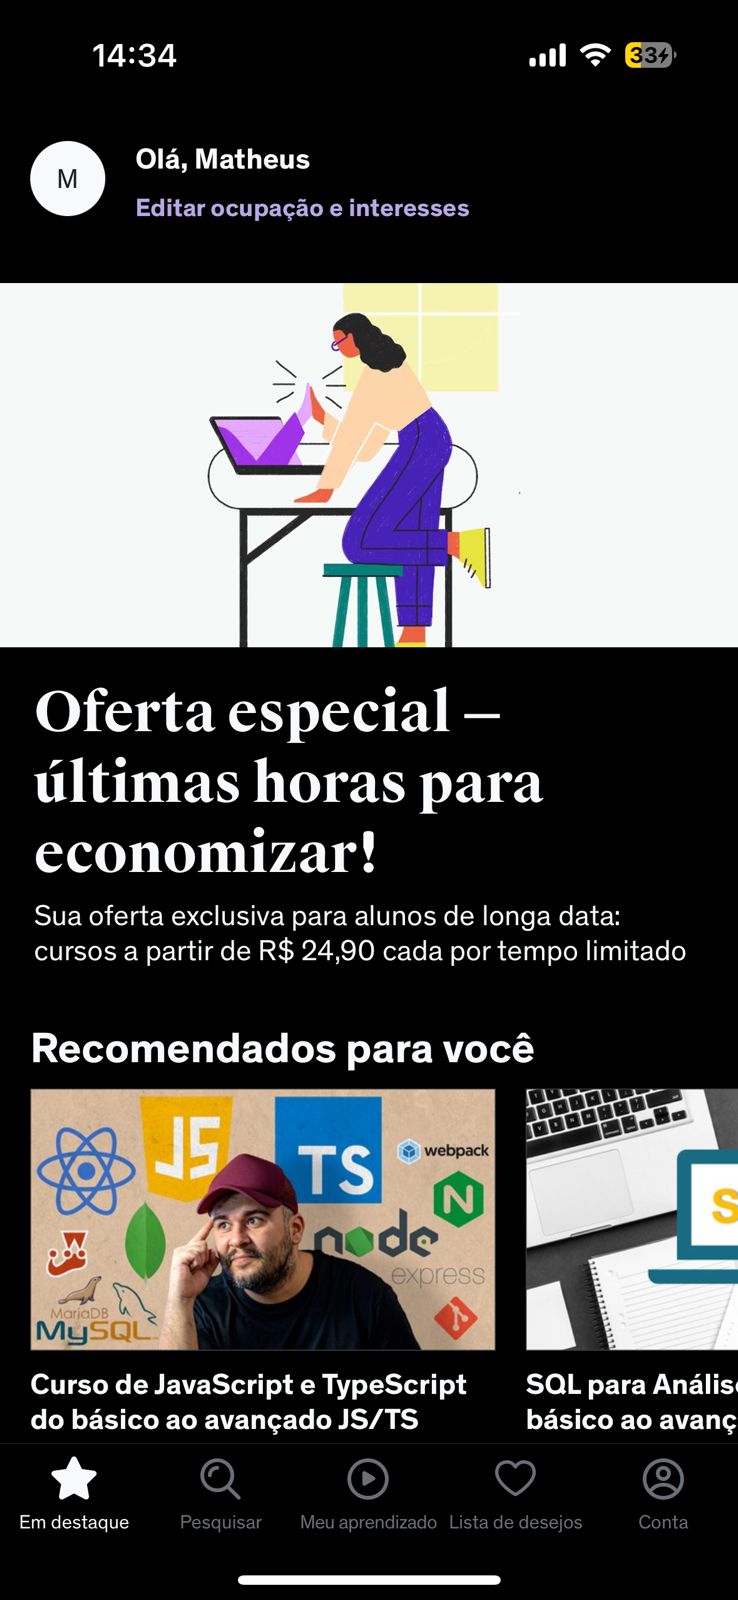 14:34
33
M
Olá, Matheus
Editar ocupação e interesses
Oferta especial –
últimas horas para
economizar!
Sua oferta exclusiva para alunos de longa data:
cursos a partir de R$ 24,90 cada por tempo limitado
Recomendados para você
JS
TS
webpack
N
node
express
MariaDB
MySQL
S
Curso de JavaScript e TypeScript
do básico ao avançado JS/TS
SQL para Anális
básico ao avanç
Em destaque
Pesquisar
Meu aprendizado
Lista de desejos
Conta